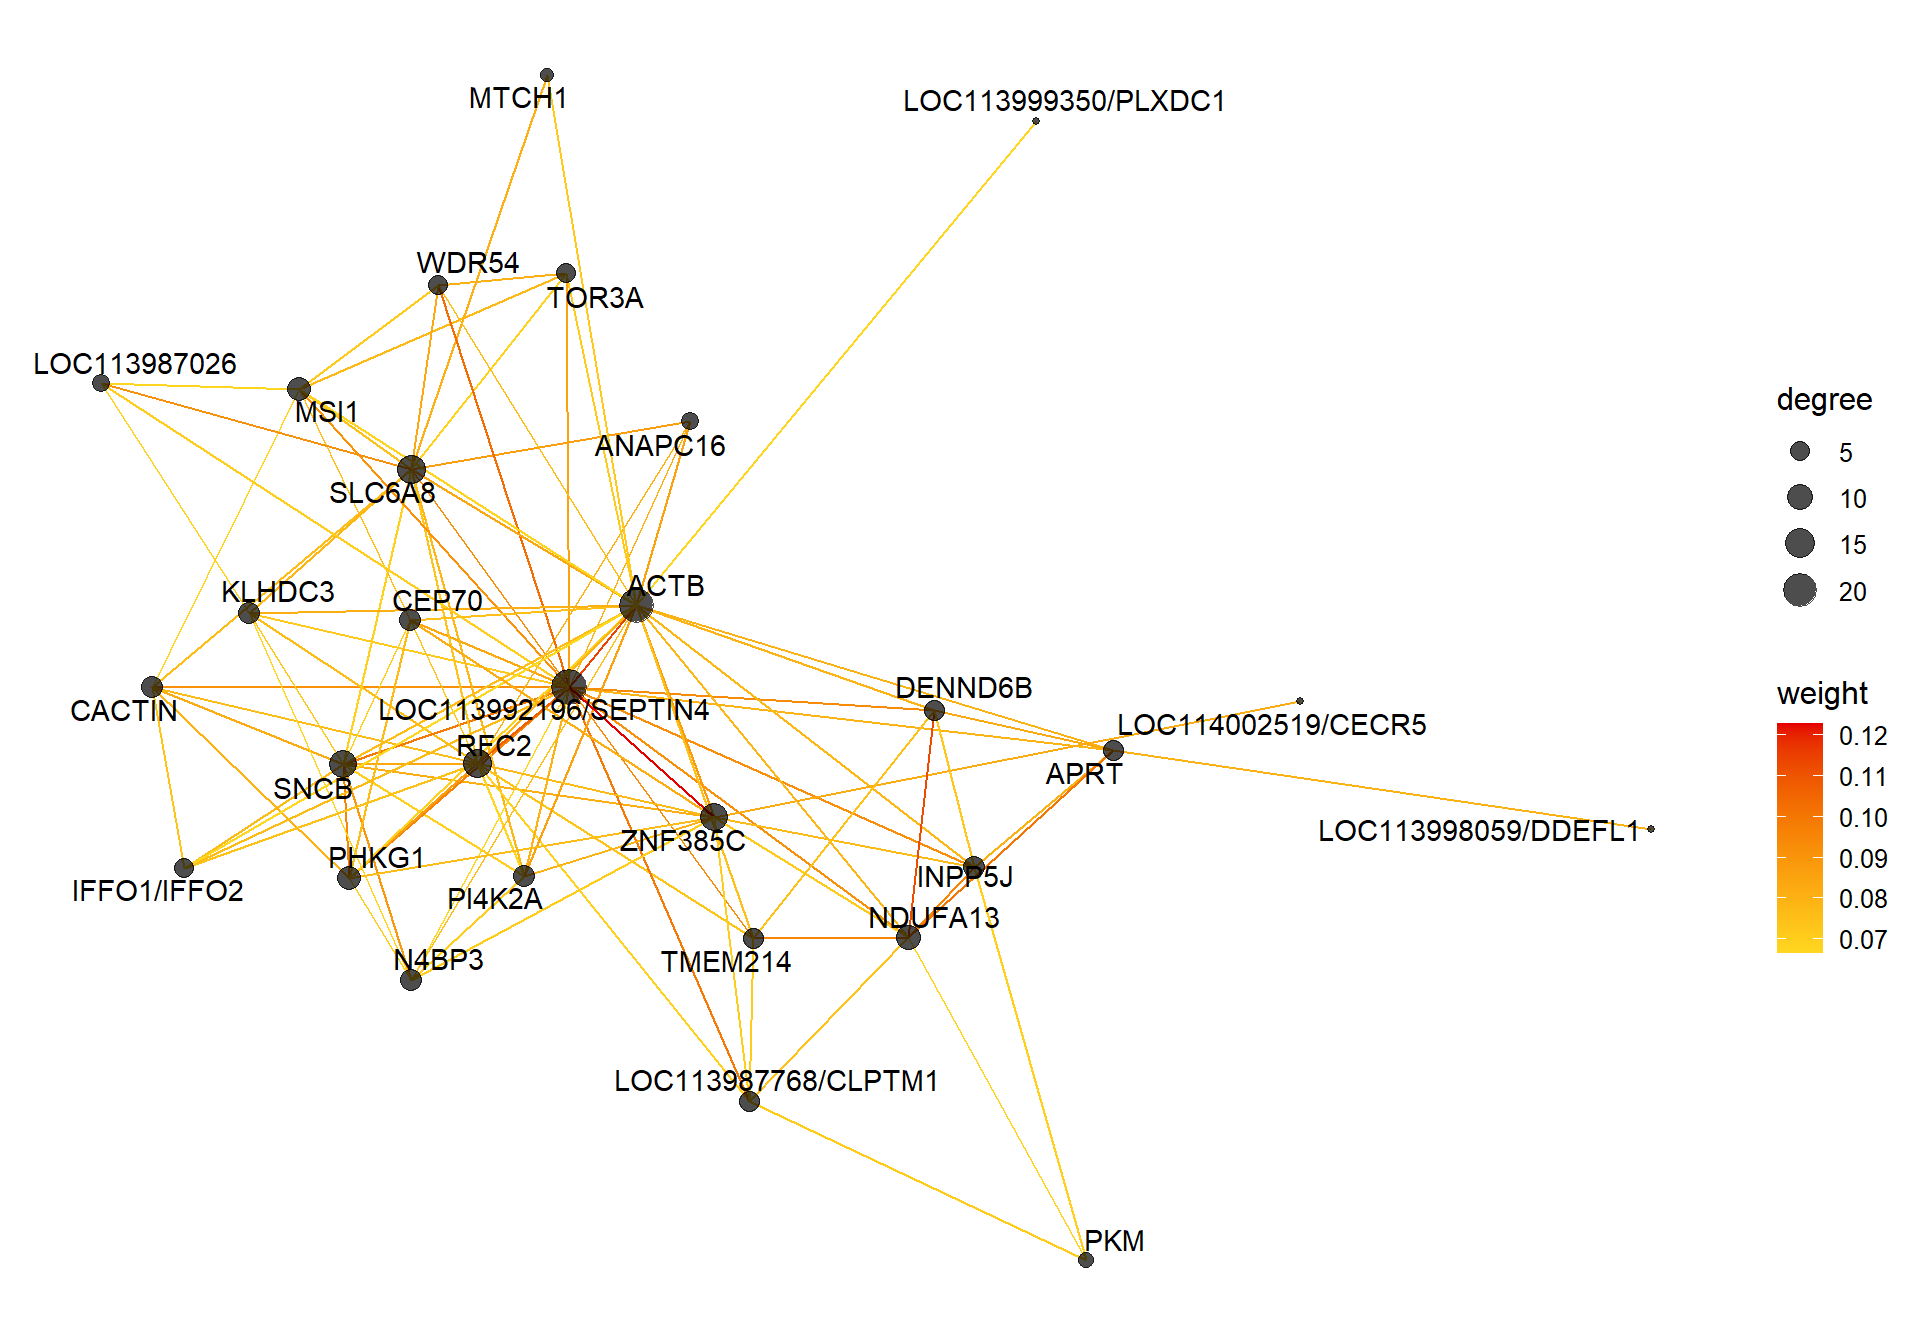 MTCH1
LOC113999350/PLXDC1
WDR54
TOR3A
LOC113987026
MSI1
ANAPC16
SLC6A8
KLHDC3
CEP70
ACTB
CACTIN
LOC113992196/SEPTIN4
DENND6B
LOC114002519/CECR5
RFC2
APRT
SNCB
ZNF385C
LOC113998059/DDEFL1
PHKG1
INPP5J
IFFO1/IFFO2
PI4K2A
NDUFA13
N4BP3
TMEM214
LOC113987768/CLPTM1
PKM
degree
5
10
15
20
weight
0.12
0.11
0.10
0.09
0.08
0.07